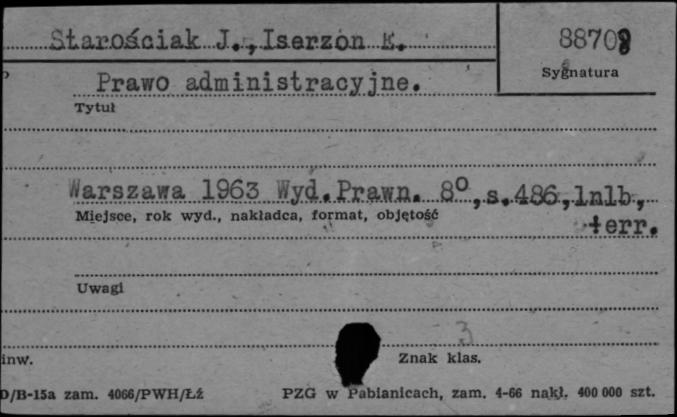 Starościak J., Iserzon E.
8870
Sygnatura
Prawo administracyjne.
Tytuł
Warszawa 1963 Wyd.Prawn. 8°,s.486,1nlb,
+err.
Miejsce, rok wyd., nakładca, format, objętość
Uwagi
3
inw.
Znak klas.
D/B-15a zam. 4066/PWH/Łź
PZG w Pabianicach, zam. 4-66 nakł. 400 000 szt.